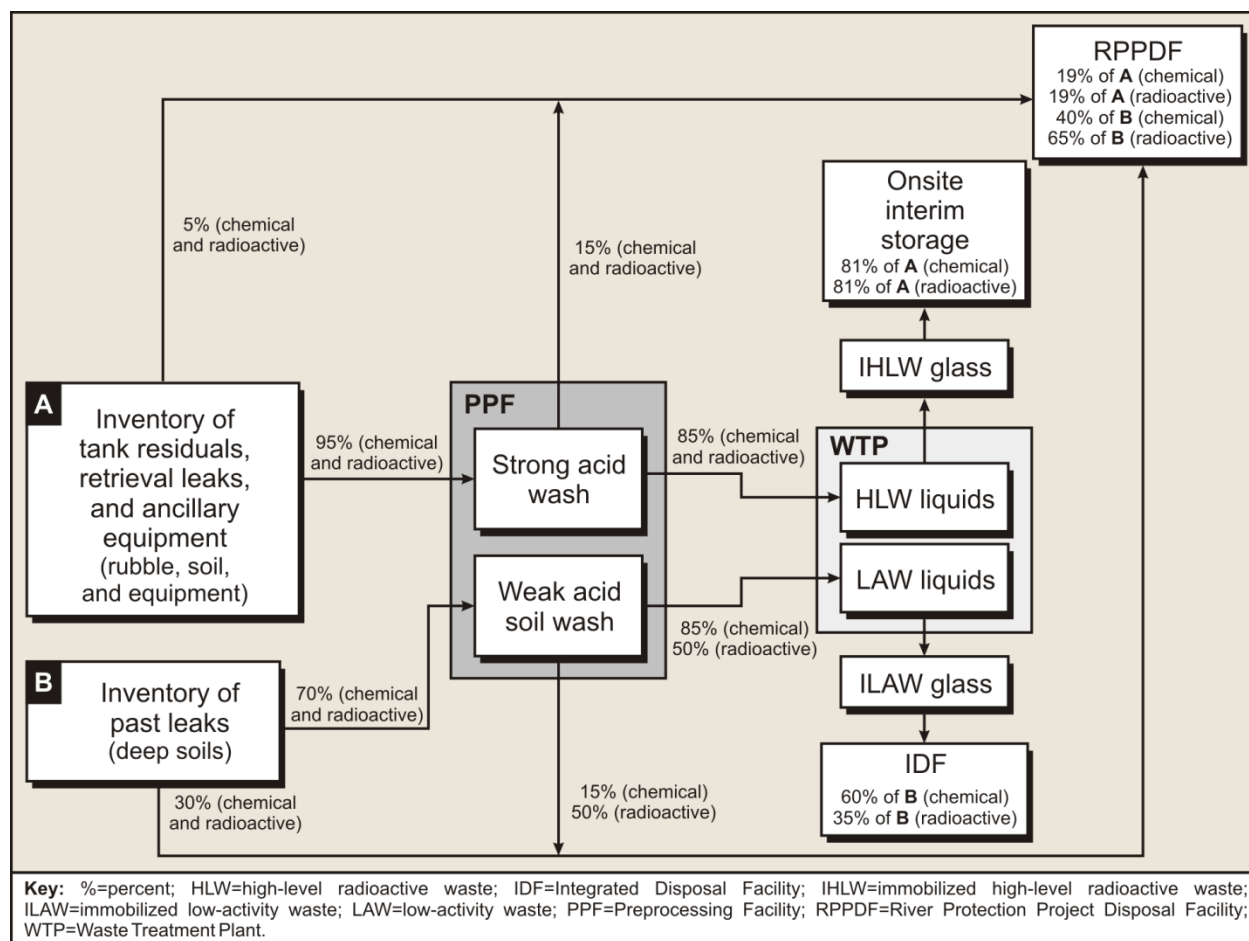 RPPDF
19% of A (chemical)
19% of A (radioactive)
40% of B (chemical)
65% of B (radioactive)
Onsite
interim
storage
81% of A (chemical)
81% of A (radioactive)
5% (chemical
and radioactive)
15% (chemical
and radioactive)
IHLW glass
A
Inventory of
tank residuals,
retrieval leaks,
and ancillary
equipment
(rubble, soil,
and equipment)
95% (chemical
and radioactive)
PPF
Strong acid
wash
85% (chemical
and radioactive)
WTP
HLW liquids
LAW liquids
Weak acid
soil wash
85% (chemical)
50% (radioactive)
B
Inventory of
past leaks
(deep soils)
70% (chemical
and radioactive)
ILAW glass
30% (chemical
and radioactive)
15% (chemical)
50% (radioactive)
IDF
60% of B (chemical)
35% of B (radioactive)
Key: %=percent; HLW=high-level radioactive waste; IDF=Integrated Disposal Facility; IHLW=immobilized high-level radioactive waste;
ILAW=immobilized low-activity waste; LAW=low-activity waste; PPF=Preprocessing Facility; RPPDF=River Protection Project Disposal Facility;
WTP=Waste Treatment Plant.